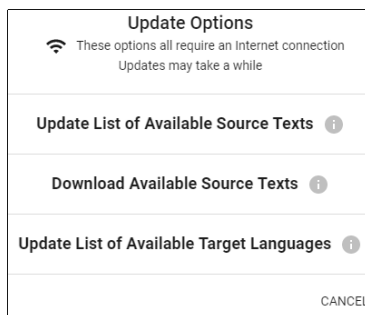 Update Options
These options all require an Internet connection
Updates may take a while
Update List of Available Source Texts
Download Available Source Texts
Update List of Available Target Languages
CANCEL